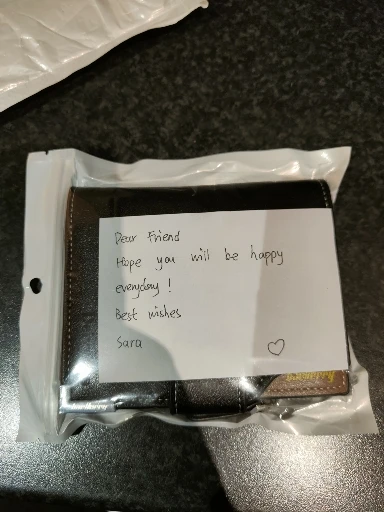 Dear Friend
Hope you will be happy
everyday !
Best wishes
Sara